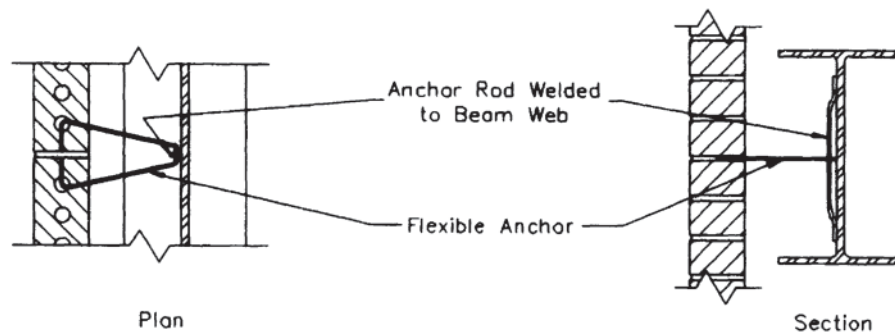 Anchor Rod Welded
to Beam Web
Flexible Anchor
Plan
Section